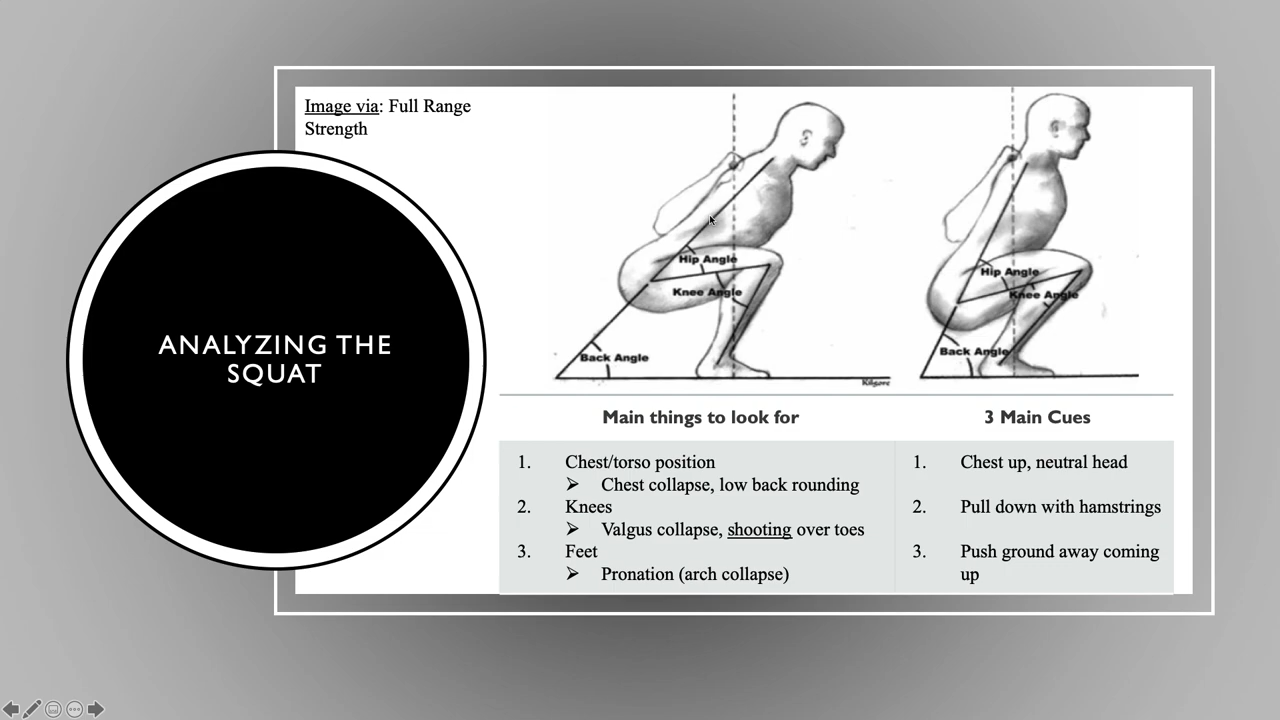 Image via: Full Range
Strength
ANALYZING THE
SQUAT
Hip Angle
Knee Angle
Back Angle
Kilgore
Hip Angle
Knee Angle
Back Angle
Main things to look for
3 Main Cues
1. Chest/torso position
➢ Chest collapse, low back rounding
2. Knees
➢ Valgus collapse, shooting over toes
3. Feet
➢ Pronation (arch collapse)
1. Chest up, neutral head
2. Pull down with hamstrings
3. Push ground away coming
up